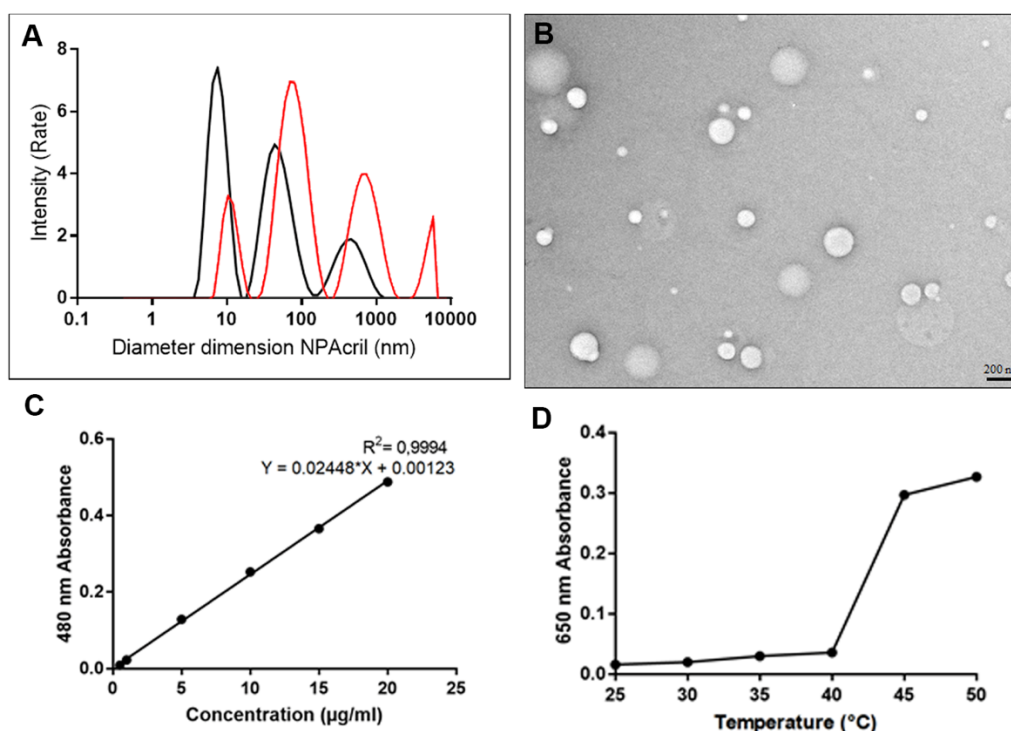 A
Intensity (Rate)
8
6
4
2
0
0.1 1 10 100 1000 10000
Diameter dimension NPAcril (nm)
B
200 n
C
480 nm Absorbance
0.6
0.4
0.2
0.0
R²= 0,9994
Y = 0.02448*X + 0.00123
0 5 10 15 20 25
Concentration (µg/ml)
D
650 nm Absorbance
0.4
0.3
0.2
0.1
0.0
25 30 35 40 45 50
Temperature (°C)